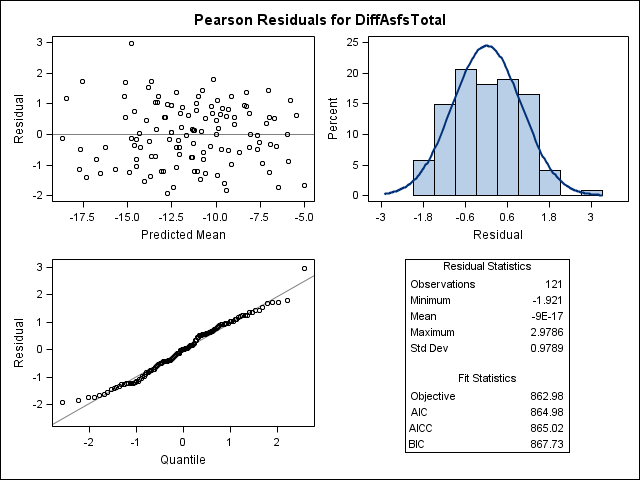 Pearson Residuals for DiffAsfsTotal
Residual
3
2
1
0
-1
-2
-17.5 -15.0 -12.5 -10.0 -7.5 -5.0
Predicted Mean
Percent
25
20
15
10
5
0
-3 -1.8 -0.6 0.6 1.8 3
Residual
Residual
3
2
1
0
-1
-2
-2 -1 0 1 2
Quantile
Residual Statistics
Observations 121
Minimum -1.921
Mean -9E-17
Maximum 2.9786
Std Dev 0.9789
Fit Statistics
Objective 862.98
AIC 864.98
AICC 865.02
BIC 867.73